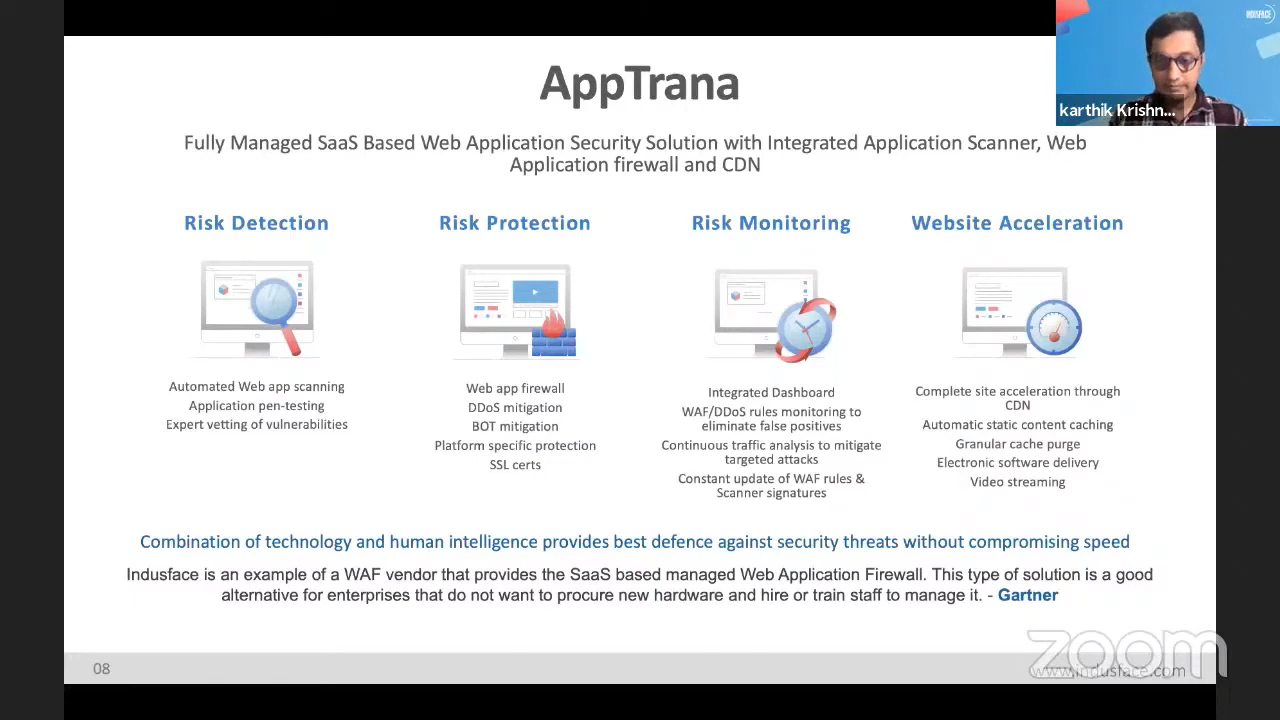 AppTrana
INDUSFACE
karthik Krishn...
Fully Managed SaaS Based Web Application Security Solution with Integrated Application Scanner, Web
Application firewall and CDN
Risk Detection
Automated Web app scanning
Application pen-testing
Expert vetting of vulnerabilities
Risk Protection
Web app firewall
DDoS mitigation
BOT mitigation
Platform specific protection
SSL certs
Risk Monitoring
Integrated Dashboard
WAF/DDoS rules monitoring to
eliminate false positives
Continuous traffic analysis to mitigate
targeted attacks
Constant update of WAF rules &
Scanner signatures
Website Acceleration
Complete site acceleration through
CDN
Automatic static content caching
Granular cache purge
Electronic software delivery
Video streaming
Combination of technology and human intelligence provides best defence against security threats without compromising speed
Indusface is an example of a WAF vendor that provides the SaaS based managed Web Application Firewall. This type of solution is a good
alternative for enterprises that do not want to procure new hardware and hire or train staff to manage it. - Gartner
08
zoom
www.indusface.com